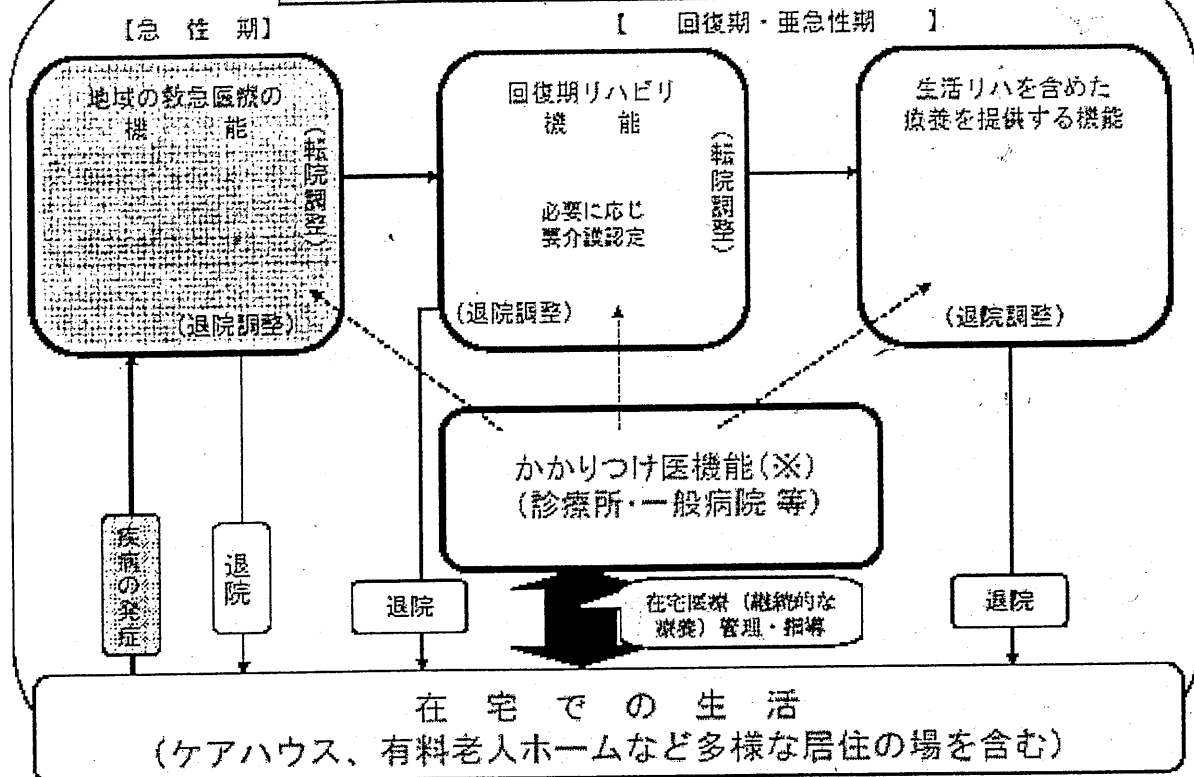 【急 性 期】
【 回復期・亜急性期 】
地域の救急医療の
機 能
(転院調整)
(退院調整)
回復期リハビリ
機 能
(転院調整)
必要に応じ
要介護認定
(退院調整)
生活リハを含めた
療養を提供する機能
(退院調整)
かかりつけ医機能(※)
(診療所・一般病院 等)
疾病の発症
退院
退院
在宅医療 (継続的な
療養) 管理・指導
退院
在 宅 で の 生 活
(ケアハウス、有料老人ホームなど多様な居住の場を含む)